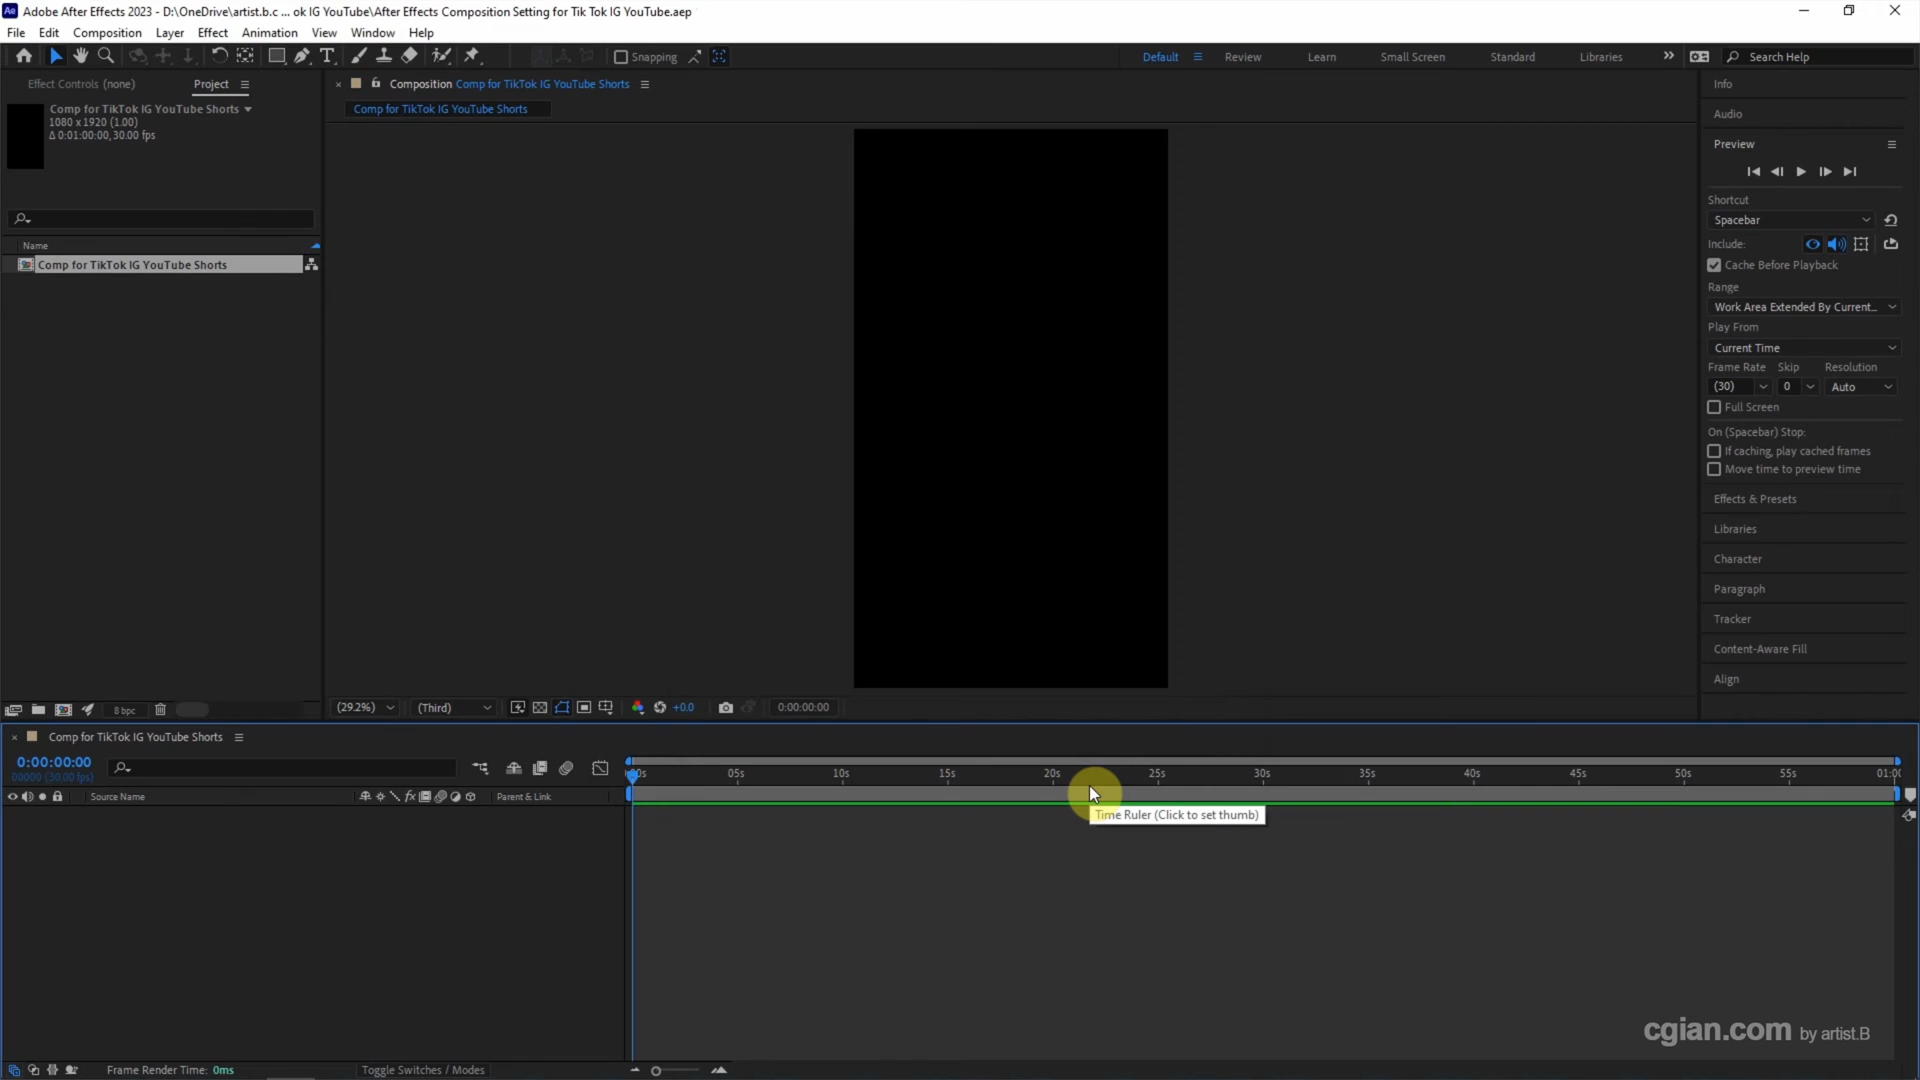 Adobe After Effects 2023 - D:\OneDrive\artist.b.c ... ok IG YouTube\After Effects Composition Setting for Tik Tok IG YouTube.aep
File Edit Composition Layer Effect Animation View Window Help
Snapping Default Review Learn Small Screen Standard Libraries Search Help
Effect Controls (none) Project
Composition Comp for TikTok IG YouTube Shorts
Comp for TikTok IG YouTube Shorts
Comp for TikTok IG YouTube Shorts
1080 x 1920 (1.00)
Δ 0:01:00:00, 30.00 fps
Name
Comp for TikTok IG YouTube Shorts
8 bpc
(29.2%) (Third) +0.0 0:00:00:00
Info
Audio
Preview
Shortcut
Spacebar
Include:
Cache Before Playback
Range
Work Area Extended By Current...
Play From
Current Time
Frame Rate Skip Resolution
(30) 0 Auto
Full Screen
On (Spacebar) Stop:
If caching, play cached frames
Move time to preview time
Effects & Presets
Libraries
Character
Paragraph
Tracker
Content-Aware Fill
Align
Comp for TikTok IG YouTube Shorts
0:00:00:00
00000 (30.00 fps)
05s 10s 15s 20s 25s 30s 35s 40s 45s 50s 55s
Source Name fx Parent & Link
Time Ruler (Click to set thumb)
cgian.com by artist.B
Frame Render Time: 0ms Toggle Switches / Modes